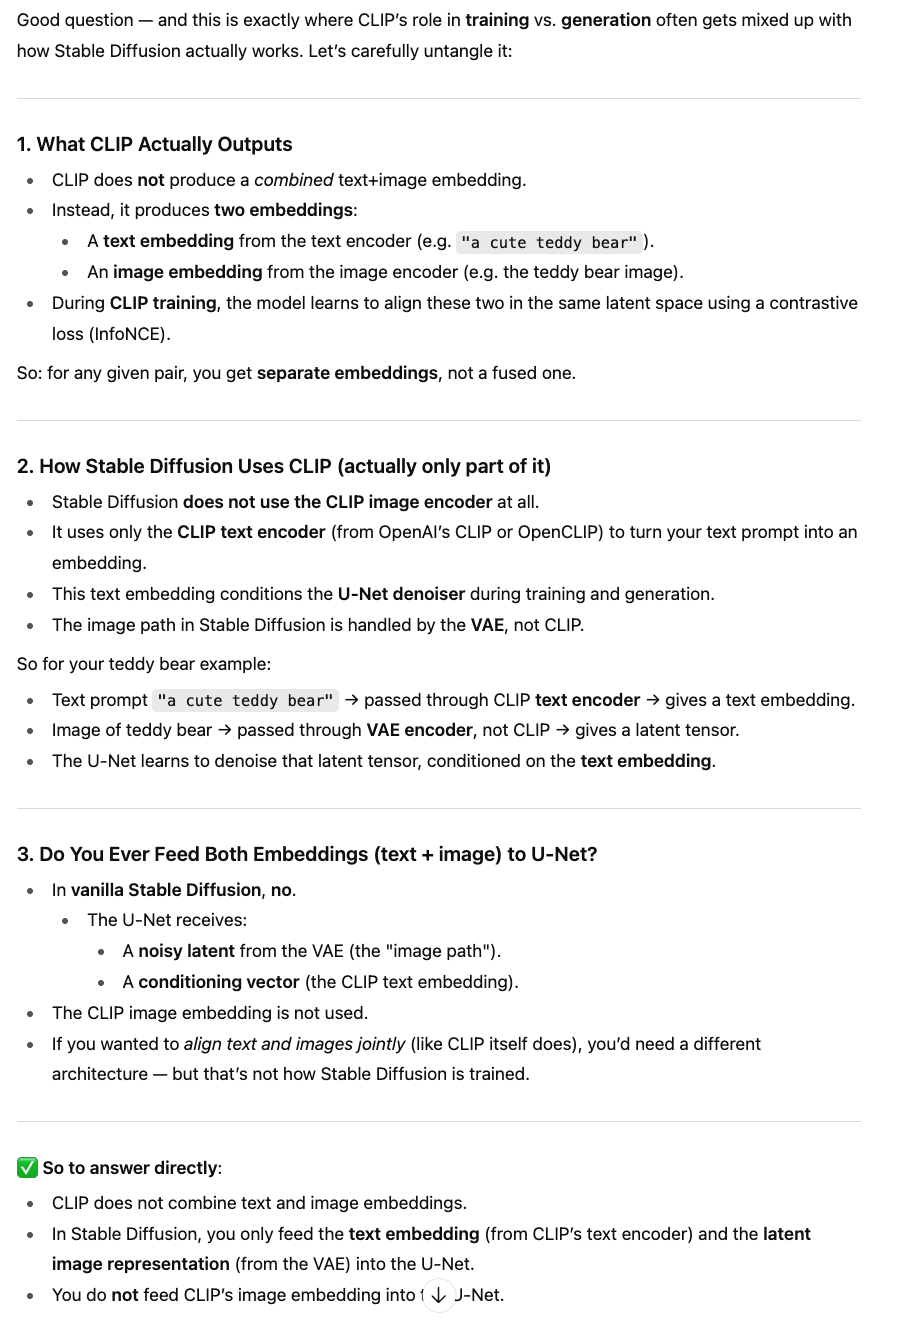 Good question — and this is exactly where CLIP’s role in training vs. generation often gets mixed up with
how Stable Diffusion actually works. Let’s carefully untangle it:
1. What CLIP Actually Outputs
• CLIP does not produce a combined text+image embedding.
• Instead, it produces two embeddings:
• A text embedding from the text encoder (e.g. "a cute teddy bear" ).
• An image embedding from the image encoder (e.g. the teddy bear image).
• During CLIP training, the model learns to align these two in the same latent space using a contrastive
loss (InfoNCE).
So: for any given pair, you get separate embeddings, not a fused one.
2. How Stable Diffusion Uses CLIP (actually only part of it)
• Stable Diffusion does not use the CLIP image encoder at all.
• It uses only the CLIP text encoder (from OpenAI’s CLIP or OpenCLIP) to turn your text prompt into an
embedding.
• This text embedding conditions the U-Net denoiser during training and generation.
• The image path in Stable Diffusion is handled by the VAE, not CLIP.
So for your teddy bear example:
• Text prompt "a cute teddy bear" → passed through CLIP text encoder → gives a text embedding.
• Image of teddy bear → passed through VAE encoder, not CLIP → gives a latent tensor.
• The U-Net learns to denoise that latent tensor, conditioned on the text embedding.
3. Do You Ever Feed Both Embeddings (text + image) to U-Net?
• In vanilla Stable Diffusion, no.
• The U-Net receives:
• A noisy latent from the VAE (the "image path").
• A conditioning vector (the CLIP text embedding).
• The CLIP image embedding is not used.
• If you wanted to align text and images jointly (like CLIP itself does), you’d need a different
architecture — but that’s not how Stable Diffusion is trained.
✅ So to answer directly:
• CLIP does not combine text and image embeddings.
• In Stable Diffusion, you only feed the text embedding (from CLIP’s text encoder) and the latent
image representation (from the VAE) into the U-Net.
• You do not feed CLIP’s image embedding into -Net.